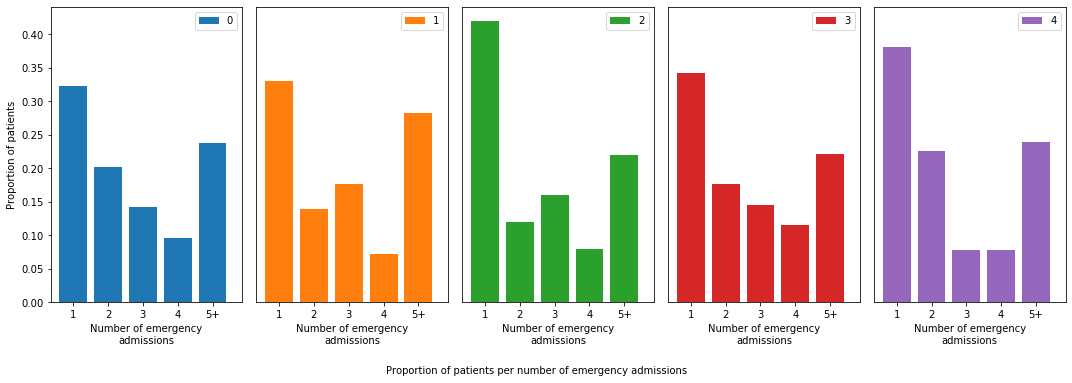 0
1
2
3
4
0.40
0.35
0.30
0.25
0.20
0.15
0.10
0.05
0.00
Proportion of patients
1 2 3 4 5+
1 2 3 4 5+
1 2 3 4 5+
1 2 3 4 5+
1 2 3 4 5+
Number of emergency
admissions
Number of emergency
admissions
Number of emergency
admissions
Number of emergency
admissions
Number of emergency
admissions
Proportion of patients per number of emergency admissions